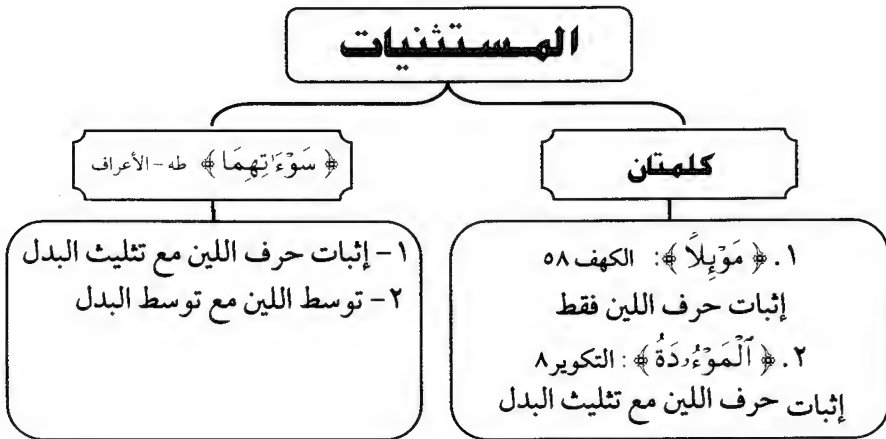 المستثنيات
كلمتان
١. ﴿ مَوْئِلًا ﴾: الكهف ٥٨
إثبات حرف اللين فقط
٢. ﴿ ٱلْمَوْءُۥدَةُ ﴾: التكوير ٨
إثبات حرف اللين مع تثليث البدل
﴿ سَوْءَٰتِهِمَا ﴾ طه - الأعراف
١- إثبات حرف اللين مع تثليث البدل
٢- توسط اللين مع توسط البدل